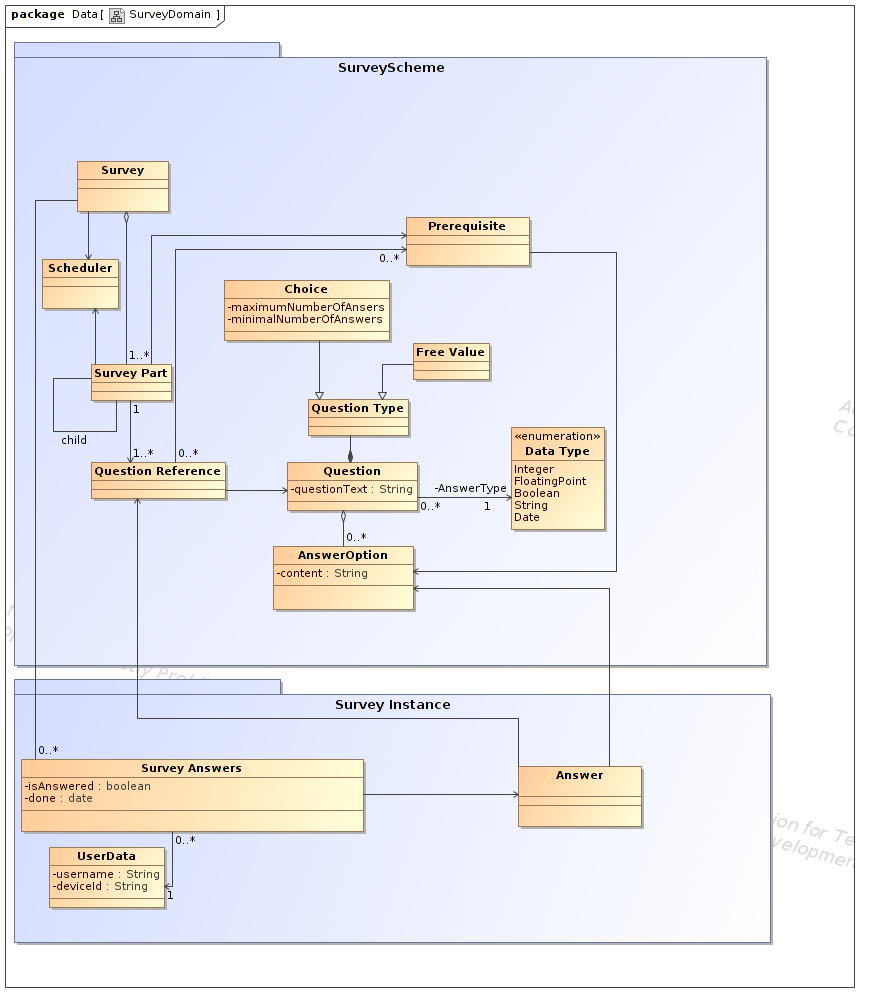 package Data[ SurveyDomain ]
SurveyScheme
Survey
Prerequisite
0..*
Scheduler
Choice
-maximumNumberOfAnsers
-minimalNumberOfAnswers
Free Value
1..*
Survey Part
1
child
Question Type
«enumeration»
Data Type
Integer
FloatingPoint
Boolean
String
Date
1..*
0..*
Question Reference
Question
-questionText : String
-AnswerType
0..*
1
0..*
AnswerOption
-content : String
Survey Instance
0..*
Survey Answers
-isAnswered : boolean
-done : date
Answer
0..*
UserData
-username : String
-deviceId : String
1
ion for Te